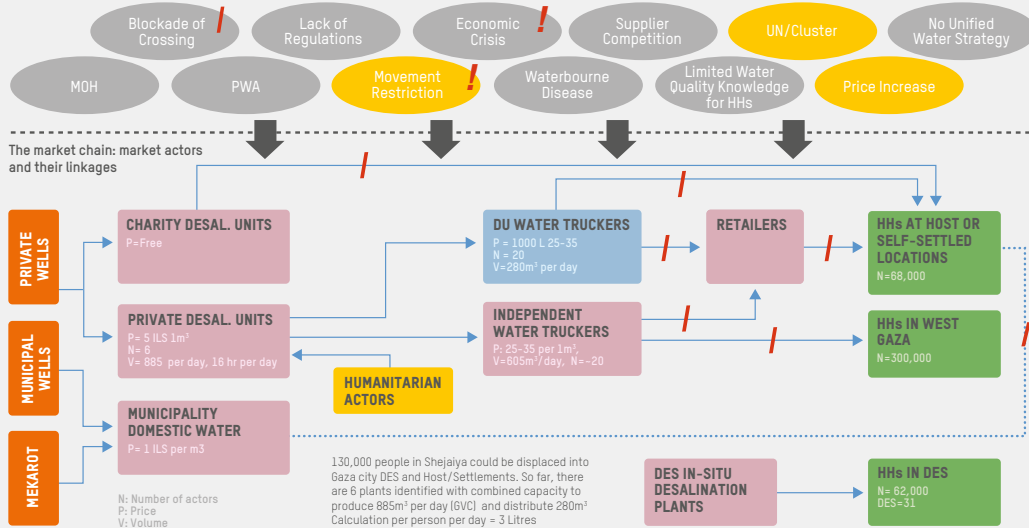 Blockade of
Crossing
Lack of
Regulations
Economic
Crisis
!
Supplier
Competition
UN/Cluster
No Unified
Water Strategy
MOH
PWA
Movement
Restriction
!
Waterbourne
Disease
Limited Water
Quality Knowledge
for HHs
Price Increase
The market chain: market actors
and their linkages
PRIVATE
WELLS
MUNICIPAL
WELLS
MEKAROT
CHARITY DESAL. UNITS
P=Free
PRIVATE DESAL. UNITS
P= 5 ILS 1m³
N= 6
V= 885 per day, 16 hr per day
MUNICIPALITY
DOMESTIC WATER
P= 1 ILS per m3
HUMANITARIAN
ACTORS
DU WATER TRUCKERS
P = 1000 L 25-35
N = 20
V=280m³ per day
INDEPENDENT
WATER TRUCKERS
P: 25-35 per 1m³,
V=605m³/day, N=~20
RETAILERS
HHs AT HOST OR
SELF-SETTLED
LOCATIONS
N=68,000
HHs IN WEST
GAZA
N=300,000
DES IN-SITU
DESALINATION
PLANTS
HHs IN DES
N= 62,000
DES=31
130,000 people in Shejaiya could be displaced into
Gaza city DES and Host/Settlements. So far, there
are 6 plants identified with combined capacity to
produce 885m³ per day (GVC) and distribute 280m³
Calculation per person per day = 3 Litres
N: Number of actors
P: Price
V: Volume